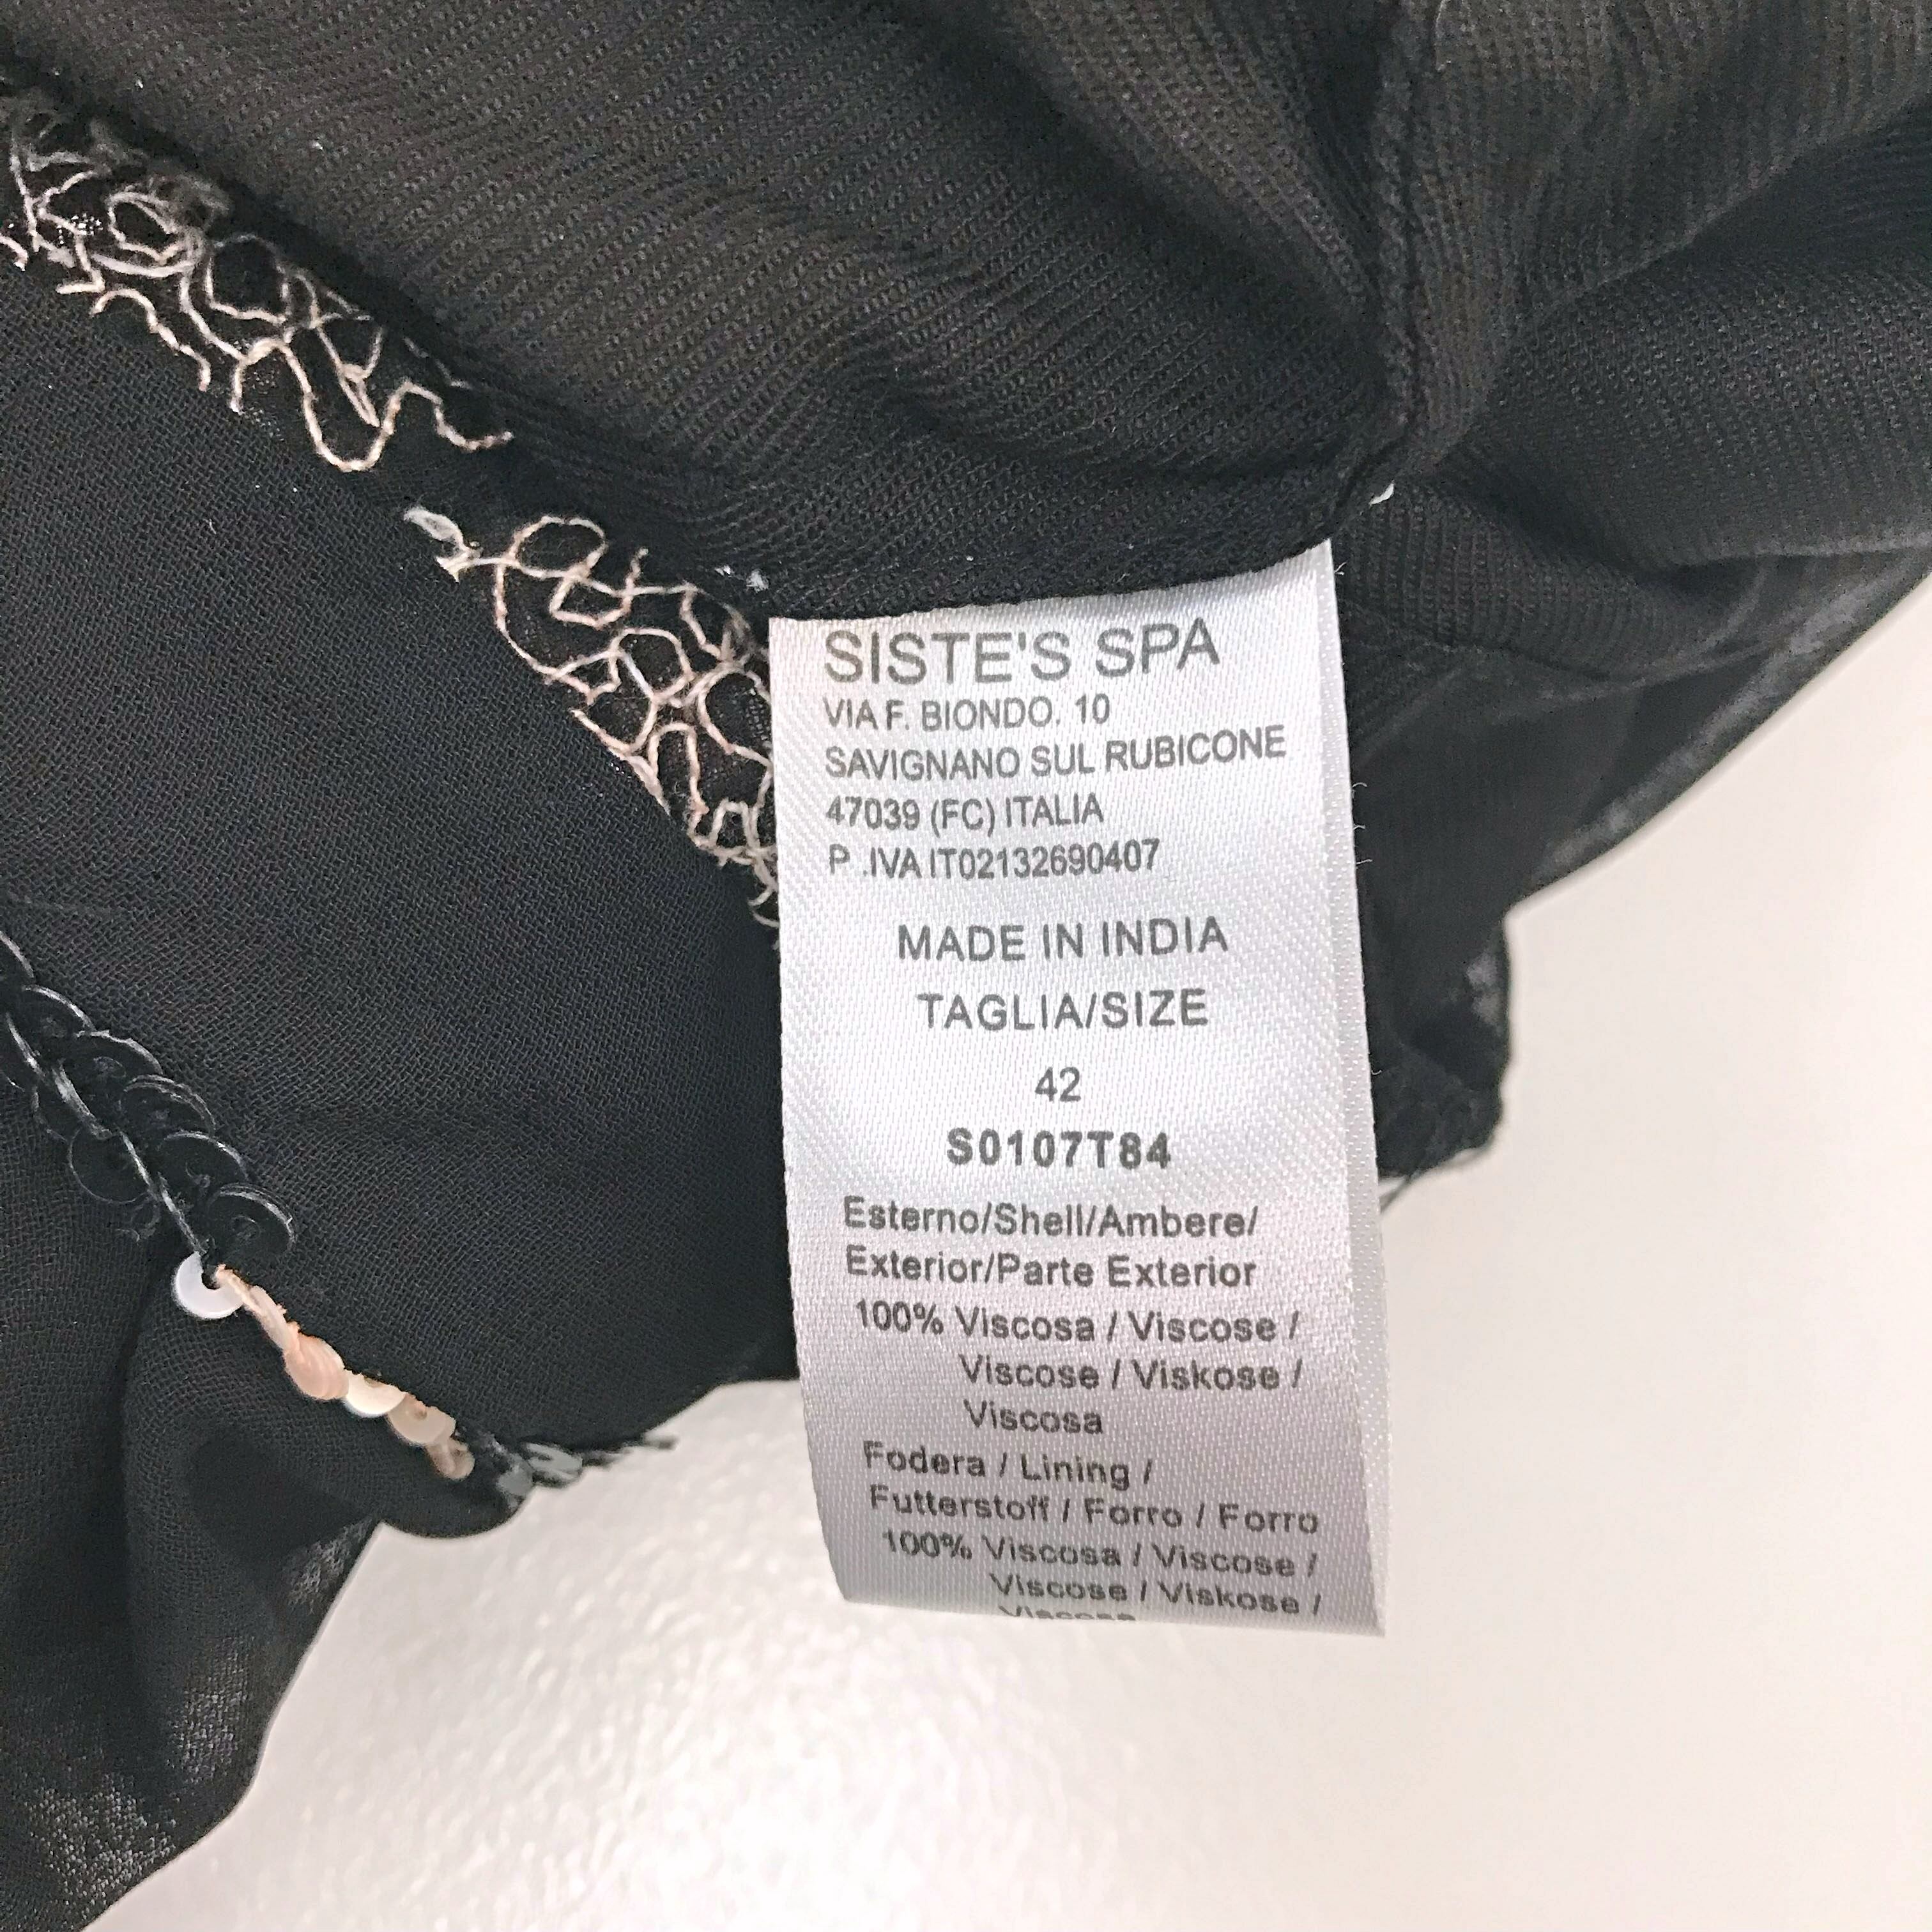 SISTE'S SPA
VIA F. BIONDO. 10
SAVIGNANO SUL RUBICONE
47039 (FC) ITALIA
P .IVA IT02132690407
MADE IN INDIA
TAGLIA/SIZE
42
S0107T84
Esterno/Shell/Ambere/
Exterior/Parte Exterior
100% Viscosa / Viscose /
Viscose / Viskose /
Viscosa
Fodera / Lining /
Futterstoff / Forro / Forro
100% Viscosa / Viscose /
Viscose / Viskose /
Viscosa